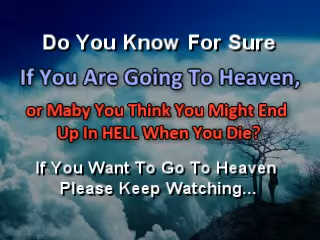 Do You Know For Sure
If You Are Going To Heaven,
or Maby You Think You Might End
Up In HELL When You Die?
If You Want To Go To Heaven
Please Keep Watching...